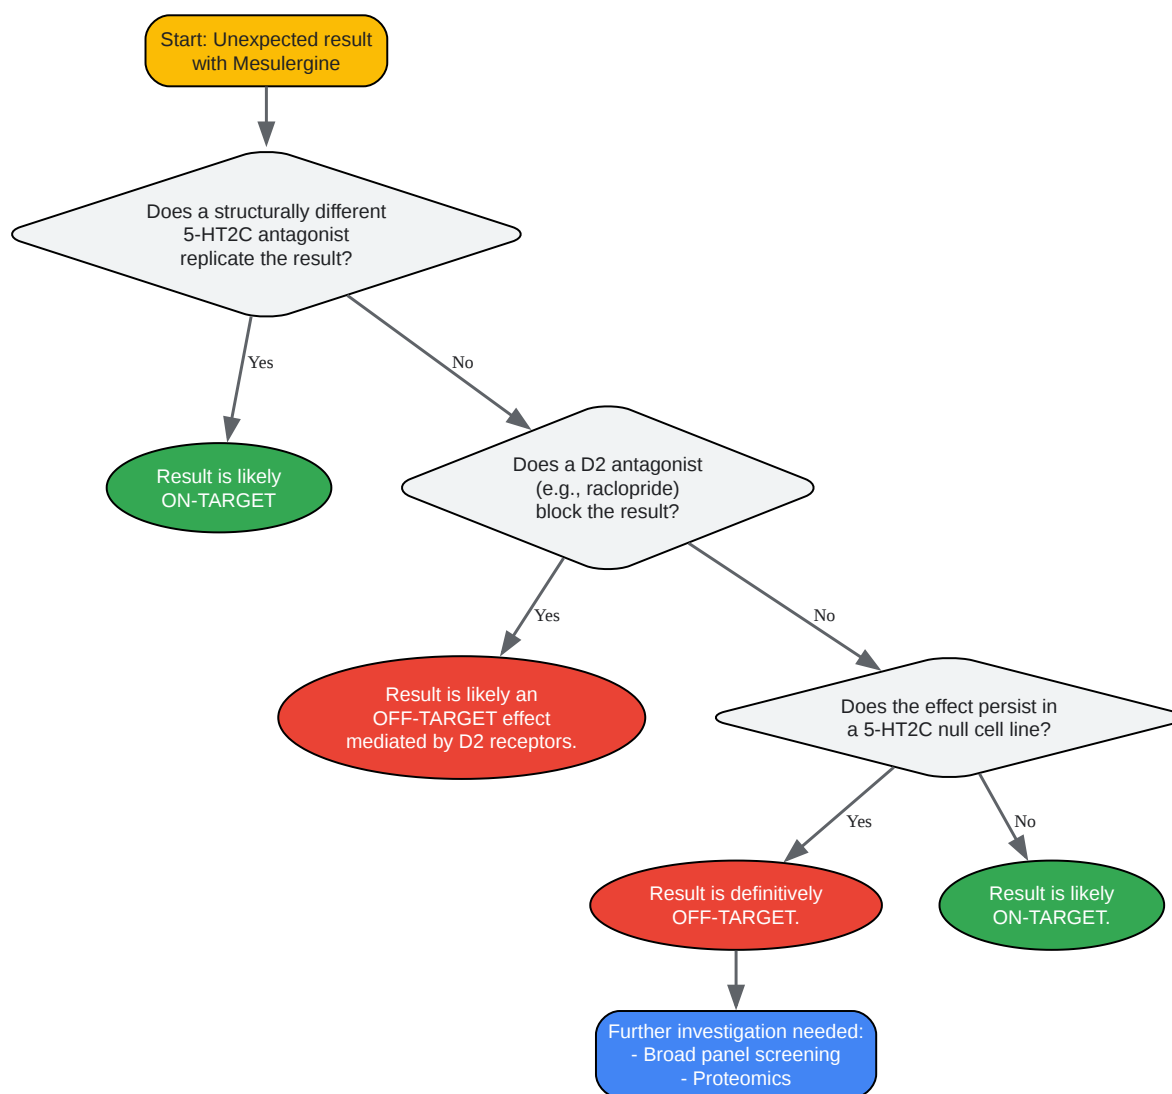 Start: Unexpected result
with Mesulergine
Does a structurally different
5-HT2C antagonist
replicate the result?
Yes
No
Result is likely
ON-TARGET
Does a D2 antagonist
(e.g., raclopride)
block the result?
Yes
No
Result is likely an
OFF-TARGET effect
mediated by D2 receptors.
Does the effect persist in
a 5-HT2C null cell line?
Yes
No
Result is definitively
OFF-TARGET.
Result is likely
ON-TARGET.
Further investigation needed:
- Broad panel screening
- Proteomics